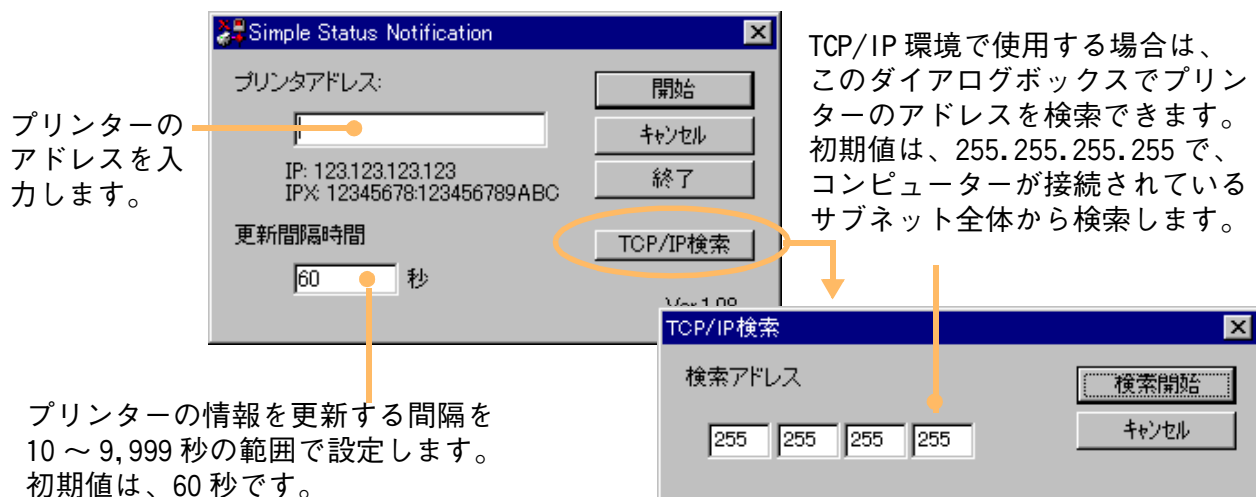 Simple Status Notification
プリンタアドレス:
開始
キャンセル
終了
IP: 123.123.123.123
IPX: 12345678:123456789ABC
更新間隔時間
TCP/IP検索
60 秒
プリンターの
アドレスを入
力します。
TCP/IP 環境で使用する場合は、
このダイアログボックスでプリン
ターのアドレスを検索できます。
初期値は、255.255.255.255 で、
コンピューターが接続されている
サブネット全体から検索します。
プリンターの情報を更新する間隔を
10 ～ 9,999 秒の範囲で設定します。
初期値は、60 秒です。
TCP/IP検索
検索アドレス
検索開始
255 255 255 255
キャンセル